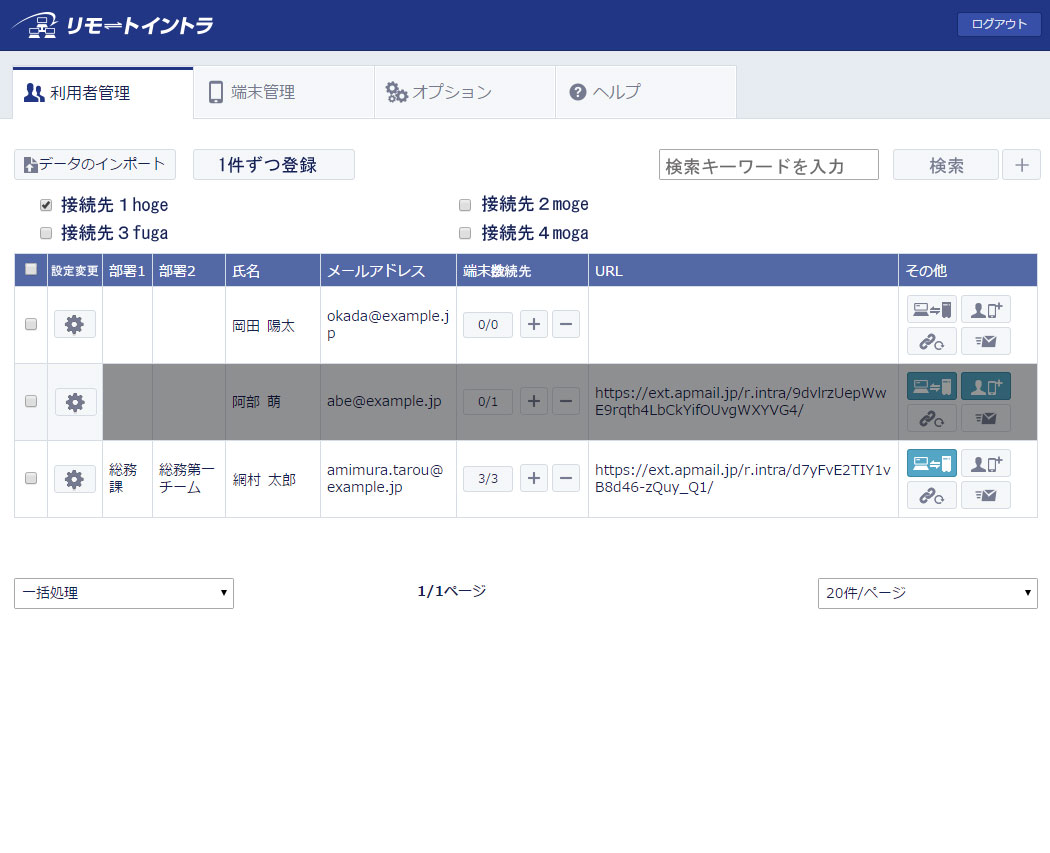 リモートイントラ
ログアウト
利用者管理 端末管理 オプション ヘルプ
データのインポート 1件ずつ登録 検索キーワードを入力 検索 +
接続先1hoge 接続先2moge
接続先3fuga 接続先4moga
設定変更 部署1 部署2 氏名 メールアドレス 端末数 接続先 URL その他
岡田 陽太 okada@example.j
p 0/0 + −
阿部 萌 abe@example.jp 0/1 + − https://ext.apmail.jp/r.intra/9dvlrzUepWw
E9rqth4LbCkYifOUvgWXYVG4/
総務
課 総務第一
チーム 網村 太郎 amimura.tarou@
example.jp 3/3 + − https://ext.apmail.jp/r.intra/d7yFvE2TIY1v
B8d46-zQuy_Q1/
一括処理 1/1ページ 20件/ページ